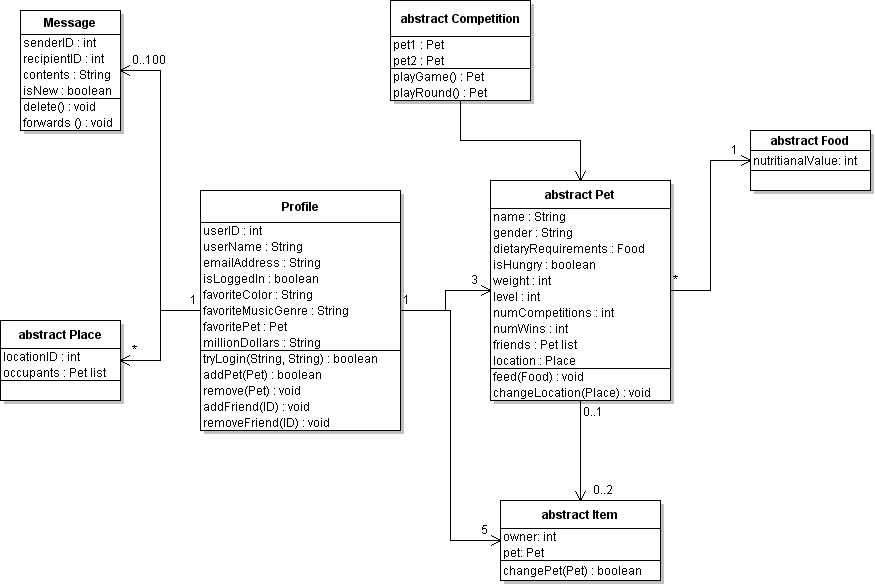 Message
senderID : int
recipientID : int
contents : String
isNew : boolean
delete() : void
forwards () : void
0..100
abstract Competition
pet1 : Pet
pet2 : Pet
playGame() : Pet
playRound() : Pet
abstract Food
nutritianalValue: int
1
abstract Pet
name : String
gender : String
dietaryRequirements : Food
isHungry : boolean
weight : int
level : int
numCompetitions : int
numWins : int
friends : Pet list
location : Place
feed(Food) : void
changeLocation(Place) : void
3
*
0..1
0..2
Profile
userID : int
userName : String
emailAddress : String
isLoggedIn : boolean
favoriteColor : String
favoriteMusicGenre : String
favoritePet : Pet
millionDollars : String
tryLogin(String, String) : boolean
addPet(Pet) : boolean
remove(Pet) : void
addFriend(ID) : void
removeFriend(ID) : void
1
1
abstract Place
locationID : int
occupants : Pet list
*
abstract Item
owner: int
pet: Pet
changePet(Pet) : boolean
5